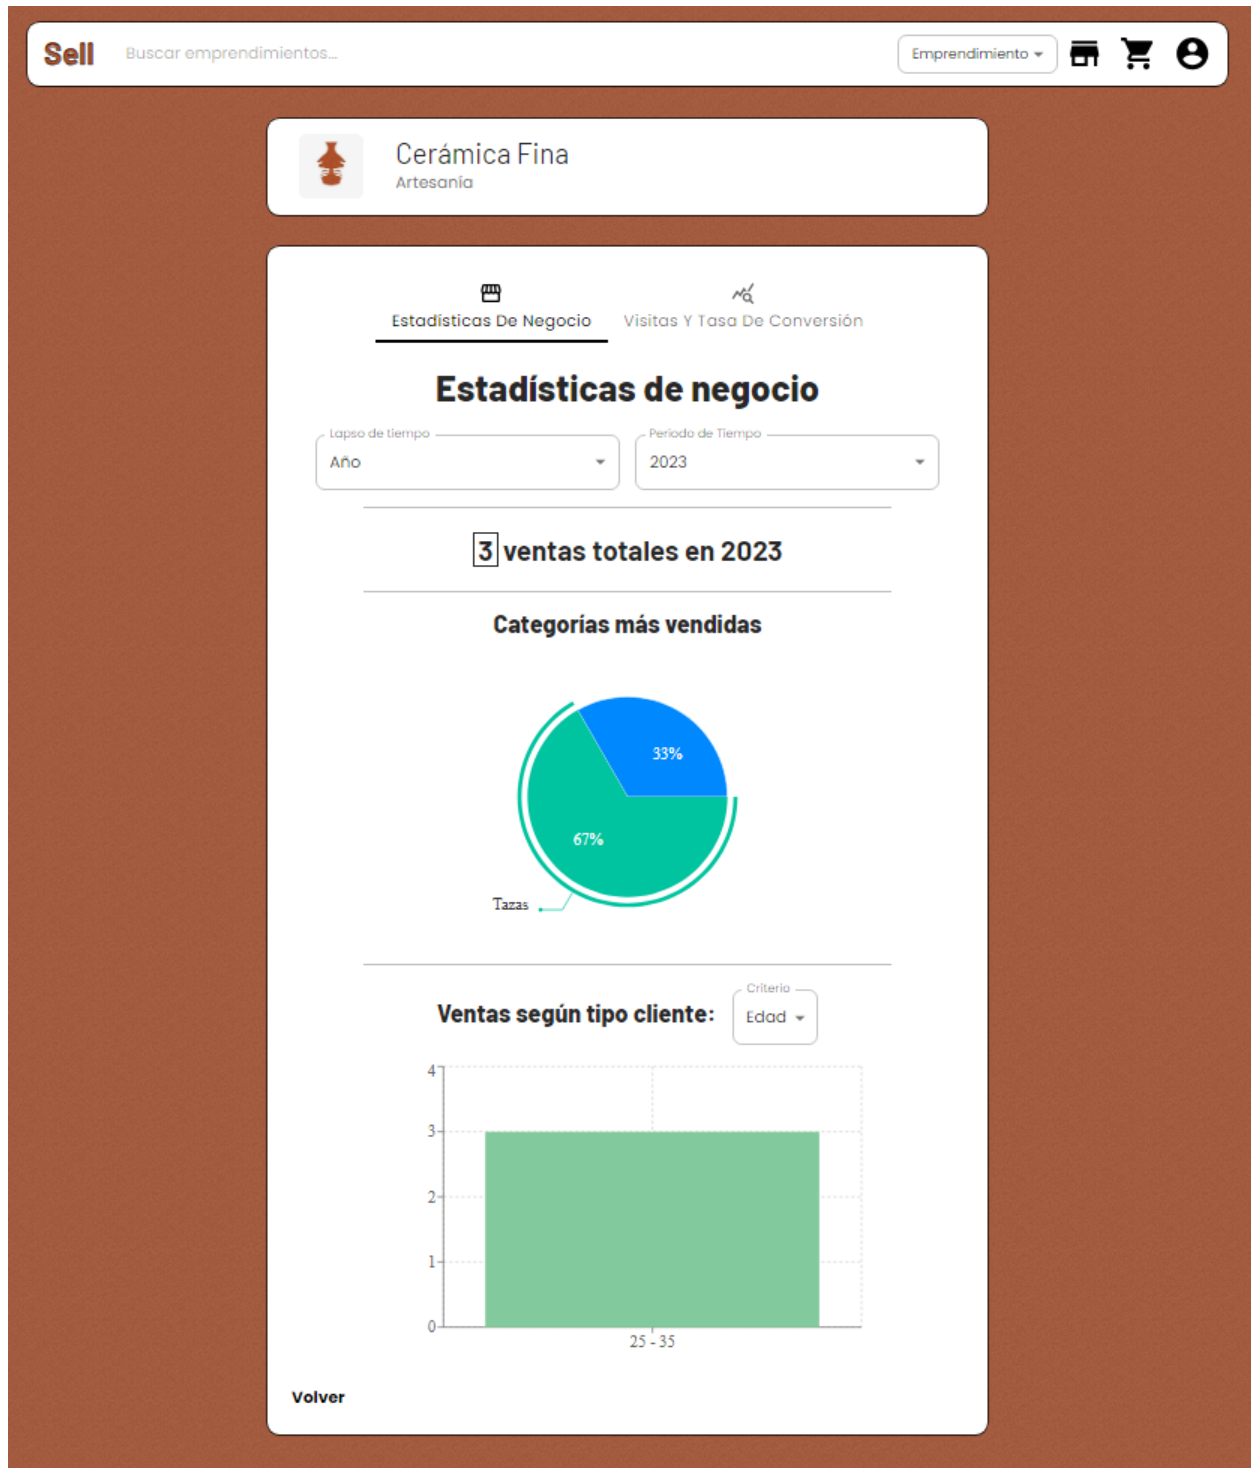 Sell Buscar emprendimientos... Emprendimiento
Cerámica Fina
Artesanía
Estadísticas De Negocio Visitas Y Tasa De Conversión
Estadísticas de negocio
Lapso de tiempo Periodo de Tiempo
Año 2023
3 ventas totales en 2023
Categorías más vendidas
33%
67%
Tazas
Criterio
Ventas según tipo cliente: Edad
4
3
2
1
0
25 - 35
Volver